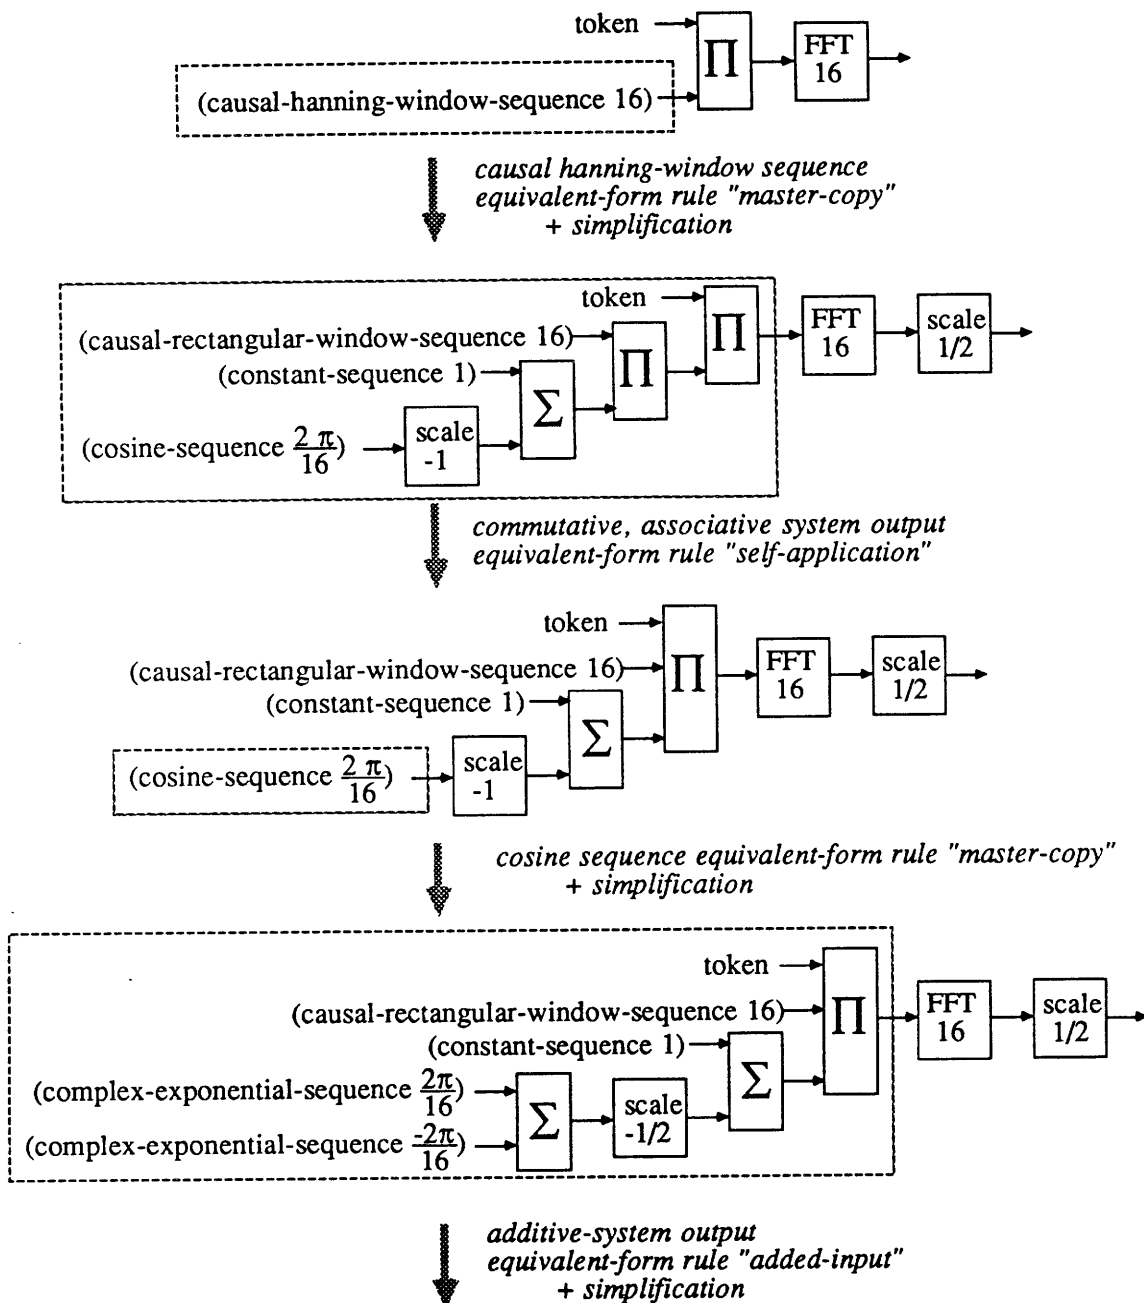 token
∏
FFT
16
(causal-hanning-window-sequence 16)
causal hanning-window sequence
equivalent-form rule "master-copy"
+ simplification
token
∏
FFT
16
scale
1/2
(causal-rectangular-window-sequence 16)
∏
(constant-sequence 1)
Σ
(cosine-sequence 2 π/16)
scale
-1
commutative, associative system output
equivalent-form rule "self-application"
token
(causal-rectangular-window-sequence 16)
∏
FFT
16
scale
1/2
(constant-sequence 1)
Σ
(cosine-sequence 2 π/16)
scale
-1
cosine sequence equivalent-form rule "master-copy"
+ simplification
token
(causal-rectangular-window-sequence 16)
∏
FFT
16
scale
1/2
(constant-sequence 1)
Σ
(complex-exponential-sequence 2π/16)
(complex-exponential-sequence -2π/16)
Σ
scale
-1/2
additive-system output
equivalent-form rule "added-input"
+ simplification